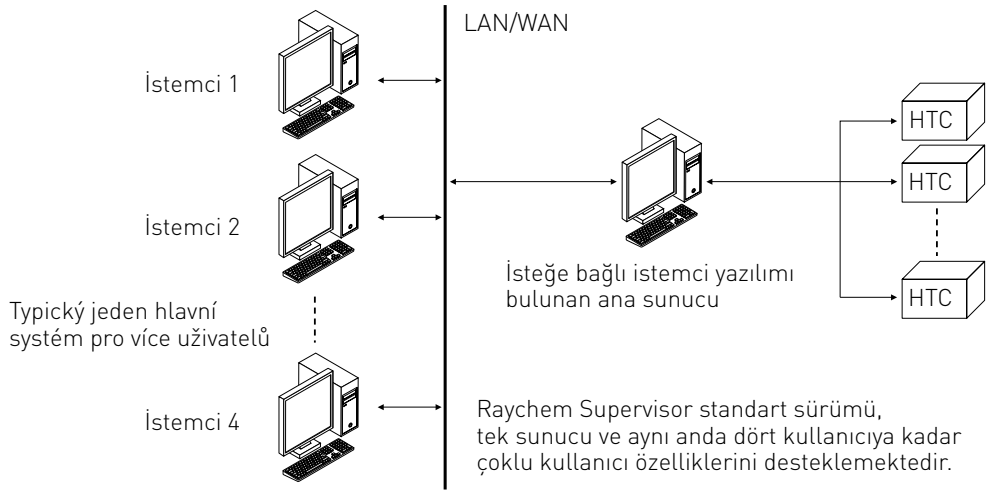 LAN/WAN
İstemci 1
HTC
HTC
İstemci 2
İsteğe bağlı istemci yazılımı
bulunan ana sunucu
HTC
Typický jeden hlavní
systém pro více uživatelů
İstemci 4
Raychem Supervisor standart sürümü,
tek sunucu ve aynı anda dört kullanıcıya kadar
çoklu kullanıcı özelliklerini desteklemektedir.